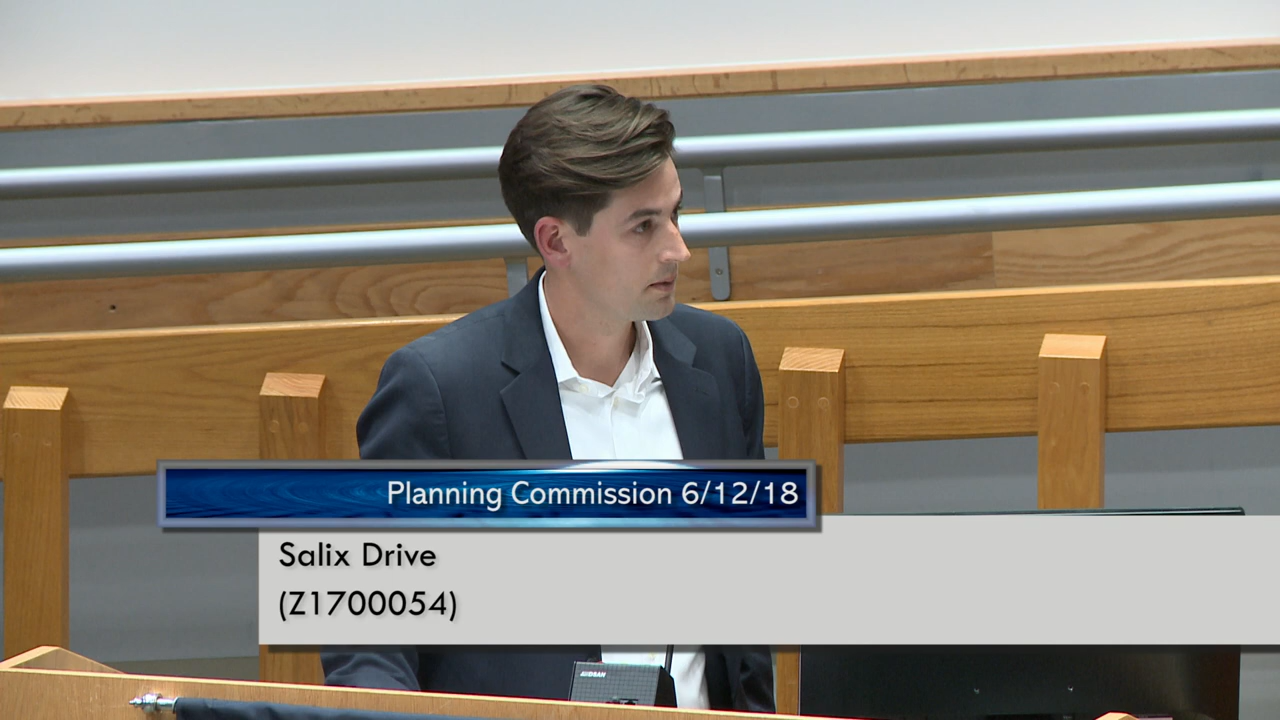 Planning Commission 6/12/18
Salix Drive
(Z1700054)